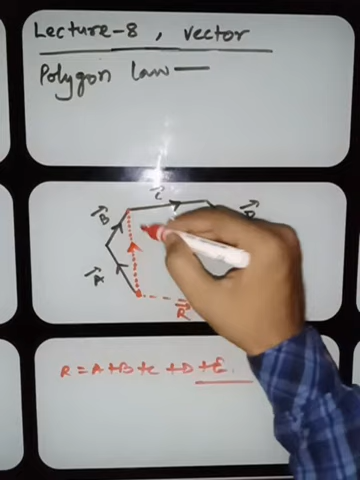 Lecture-8, vector
Polygon law —
C
B
D
A
R
R = A + B + C + D + E